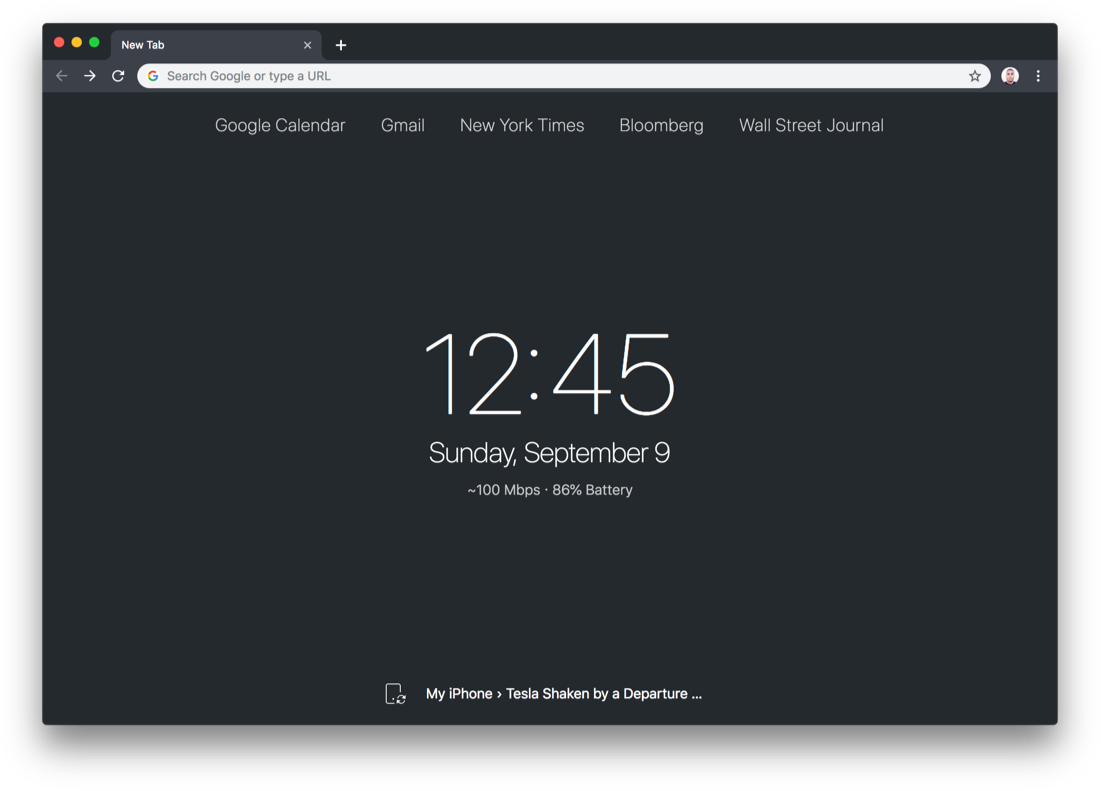 New Tab
Search Google or type a URL
Google Calendar Gmail New York Times Bloomberg Wall Street Journal
12:45
Sunday, September 9
~100 Mbps · 86% Battery
My iPhone › Tesla Shaken by a Departure ...